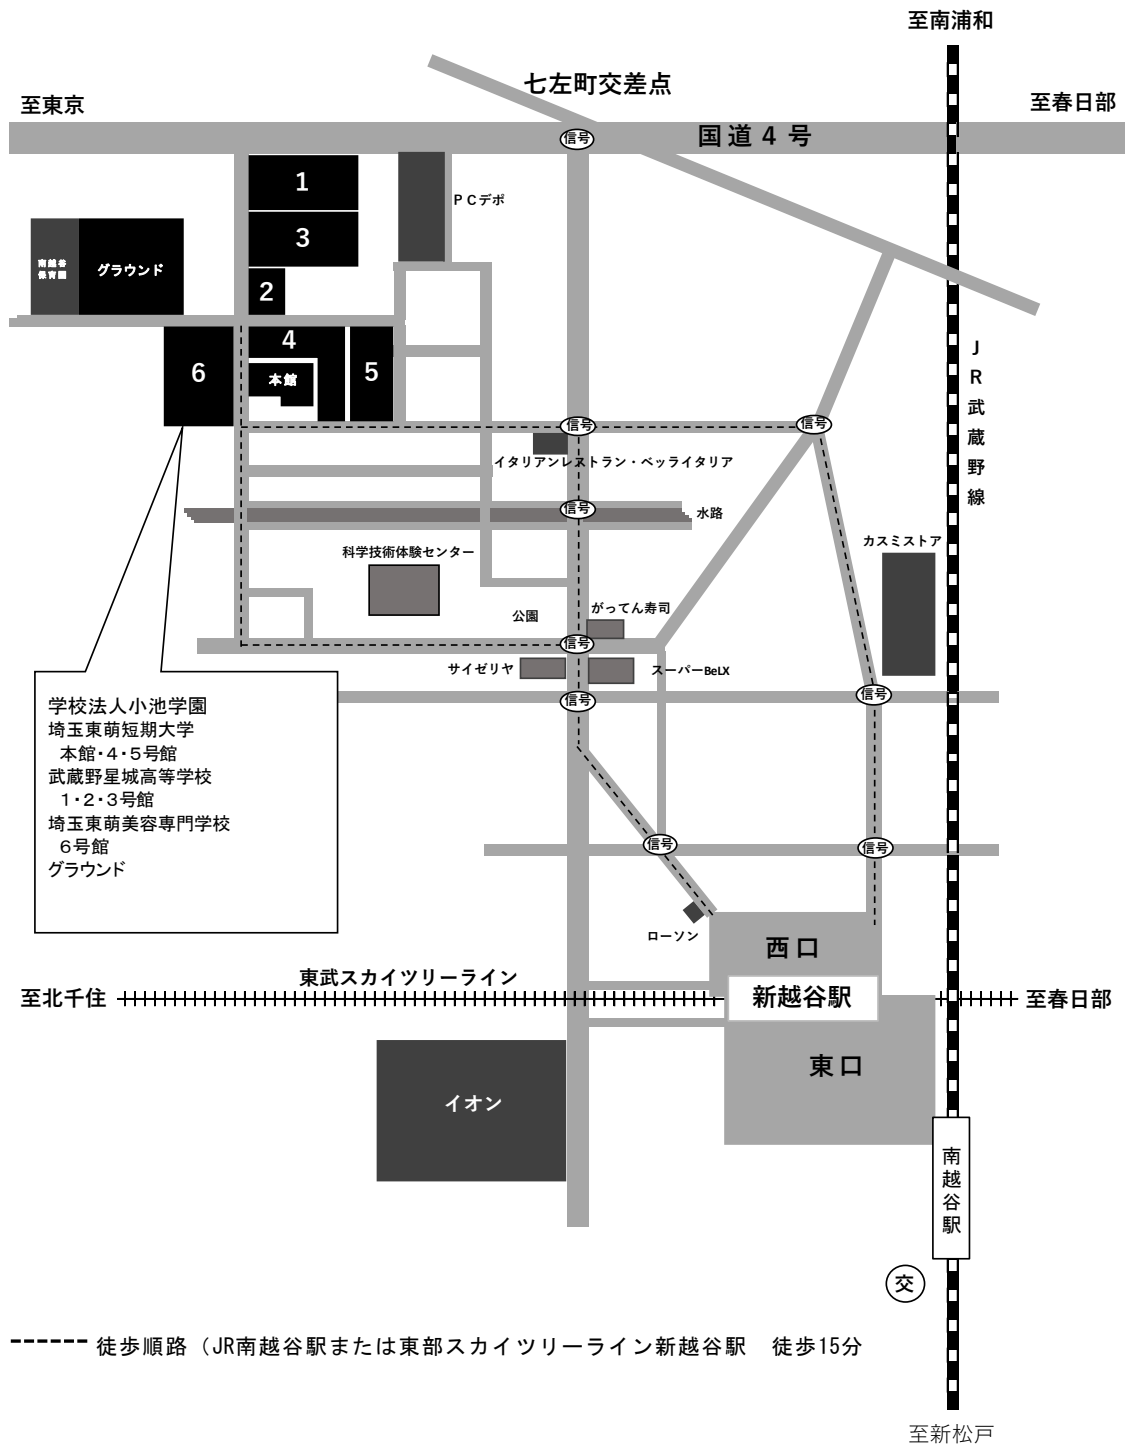 至南浦和
七左町交差点
至東京
至春日部
国道４号
信号
1
ＰＣデポ
3
南越谷
保育園
グラウンド
2
4
ＪＲ武蔵野線
6
本館
5
信号
信号
イタリアンレストラン・ベッライタリア
信号
水路
カスミストア
科学技術体験センター
公園
がってん寿司
信号
サイゼリヤ
スーパーBeLX
信号
信号
学校法人小池学園
埼玉東萌短期大学
本館・４・５号館
武蔵野星城高等学校
１・２・３号館
埼玉東萌美容専門学校
６号館
グラウンド
信号
信号
ローソン
西口
東武スカイツリーライン
至北千住
新越谷駅
至春日部
東口
イオン
南越谷駅
交
徒歩順路（JR南越谷駅または東部スカイツリーライン新越谷駅　徒歩15分
至新松戸